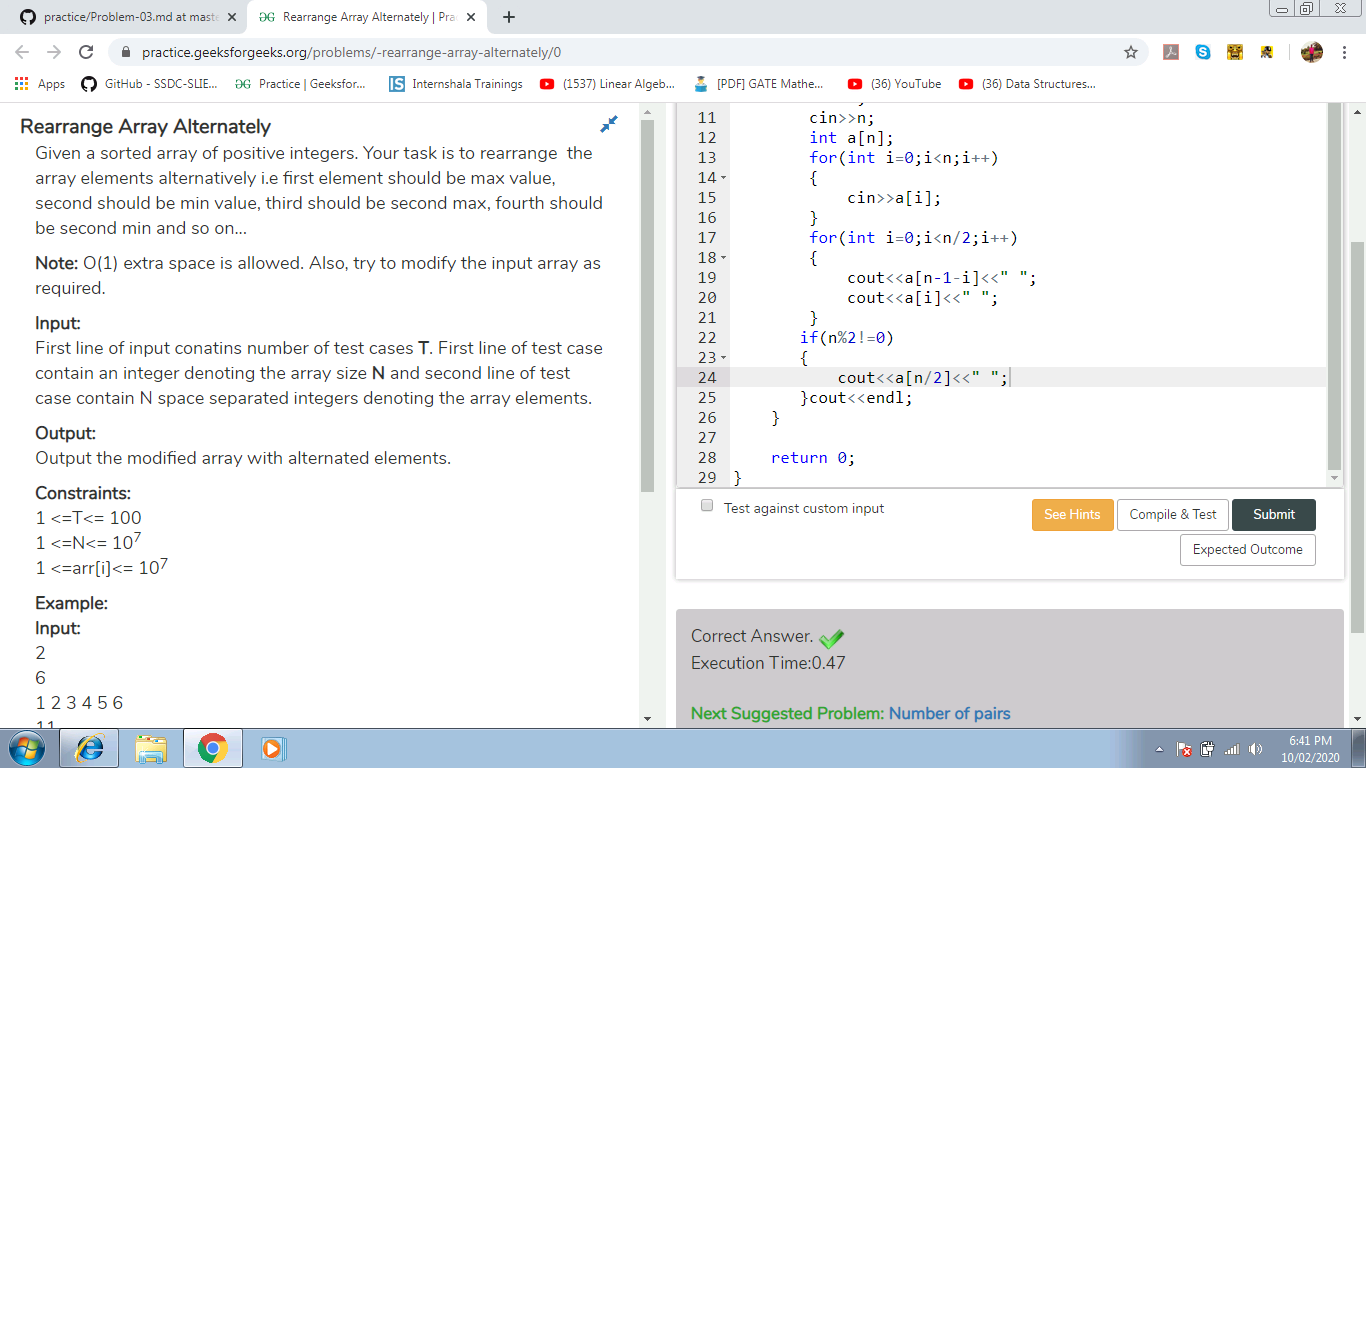 practice/Problem-03.md at mast
Rearrange Array Alternately | Pra
practice.geeksforgeeks.org/problems/-rearrange-array-alternately/0
Apps
GitHub - SSDC-SLIE...
Practice | Geeksfor...
Internshala Trainings
(1537) Linear Algeb...
[PDF] GATE Mathe...
(36) YouTube
(36) Data Structures...
Rearrange Array Alternately
Given a sorted array of positive integers. Your task is to rearrange the
array elements alternatively i.e first element should be max value,
second should be min value, third should be second max, fourth should
be second min and so on...
Note: O(1) extra space is allowed. Also, try to modify the input array as
required.
Input:
First line of input conatins number of test cases T. First line of test case
contain an integer denoting the array size N and second line of test
case contain N space separated integers denoting the array elements.
Output:
Output the modified array with alternated elements.
Constraints:
1 <=T<= 100
1 <=N<= 10⁷
1 <=arr[i]<= 10⁷
Example:
Input:
2
6
1 2 3 4 5 6
11
11 cin>>n;
12 int a[n];
13 for(int i=0;i<n;i++)
14 {
15 cin>>a[i];
16 }
17 for(int i=0;i<n/2;i++)
18 {
19 cout<<a[n-1-i]<<" ";
20 cout<<a[i]<<" ";
21 }
22 if(n%2!=0)
23 {
24 cout<<a[n/2]<<" ";
25 }cout<<endl;
26 }
27
28 return 0;
29 }
Test against custom input
See Hints
Compile & Test
Submit
Expected Outcome
Correct Answer.
Execution Time:0.47
Next Suggested Problem: Number of pairs
6:41 PM
10/02/2020